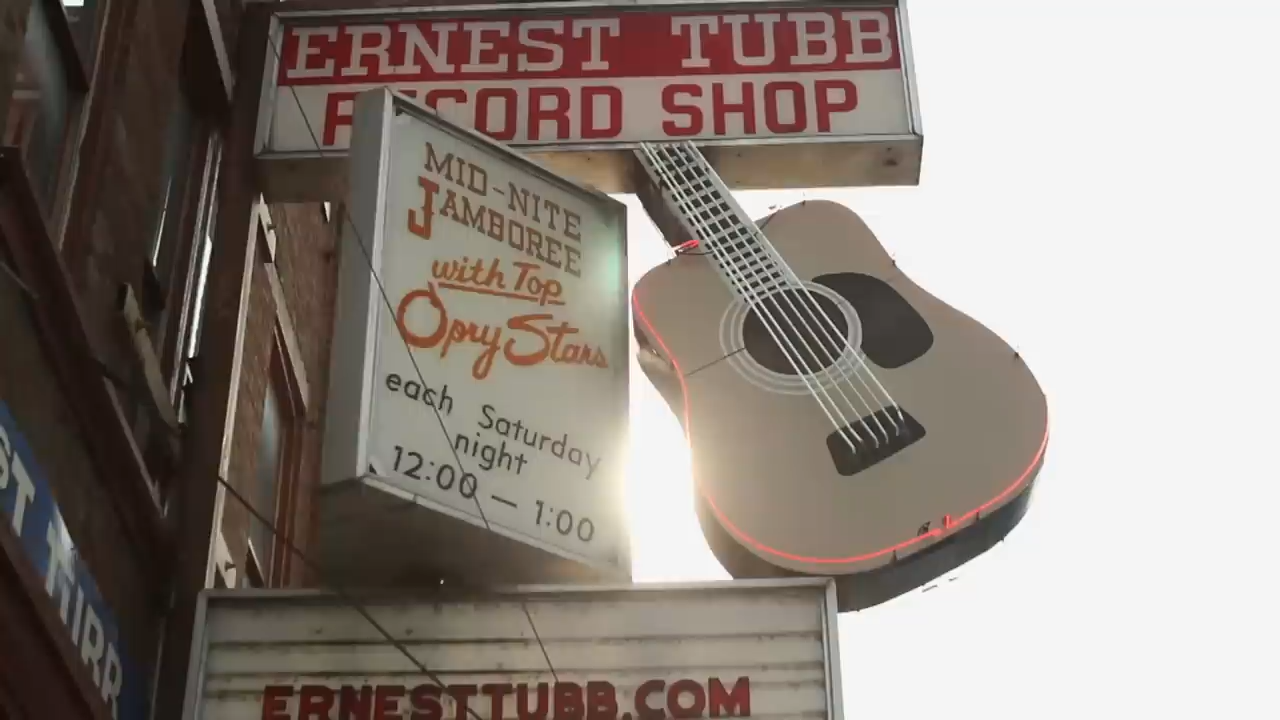 ERNEST TUBB
RECORD SHOP
MID-NITE
JAMBOREE
with Top
Opry Stars
each Saturday
night
12:00 — 1:00
ERNESTTUBB.COM